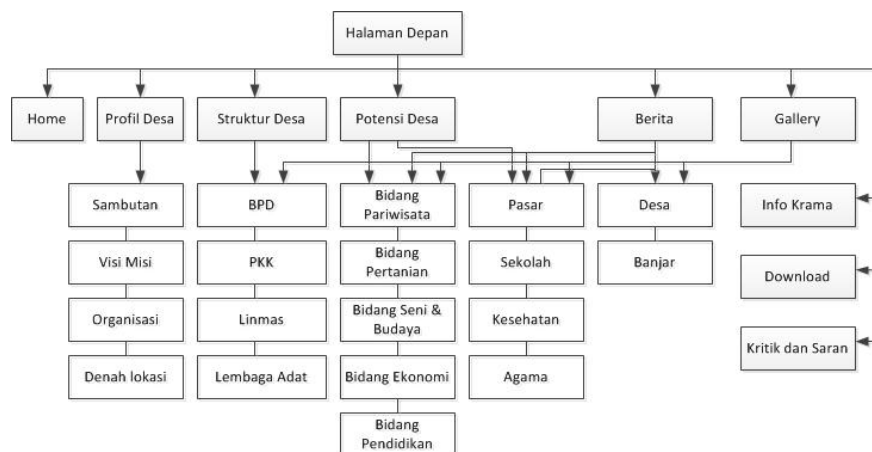 Halaman Depan
Home
Profil Desa
Struktur Desa
Potensi Desa
Berita
Gallery
Sambutan
BPD
Bidang
Pariwisata
Pasar
Desa
Info Krama
Visi Misi
PKK
Bidang
Pertanian
Sekolah
Banjar
Download
Organisasi
Linmas
Bidang Seni &
Budaya
Kesehatan
Kritik dan Saran
Denah lokasi
Lembaga Adat
Bidang Ekonomi
Agama
Bidang
Pendidikan